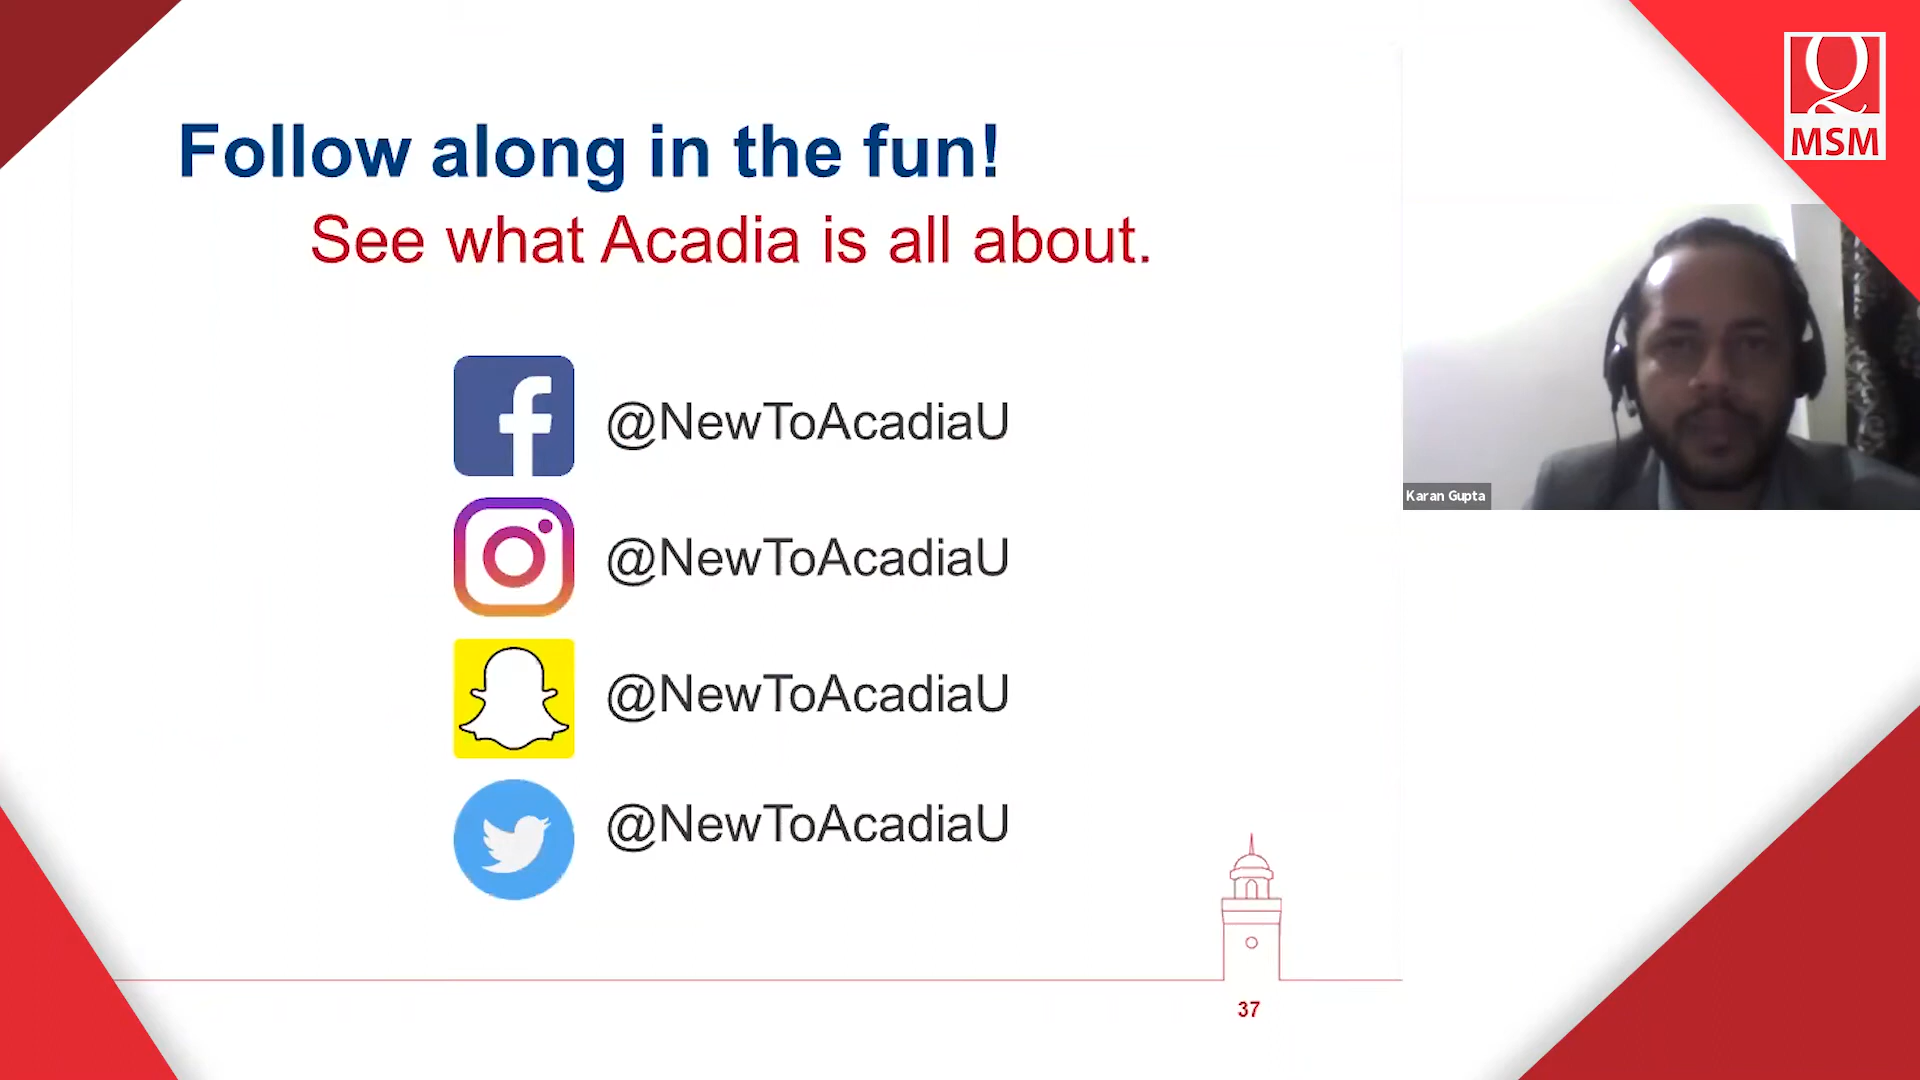 Follow along in the fun!
See what Acadia is all about.
@NewToAcadiaU
@NewToAcadiaU
@NewToAcadiaU
@NewToAcadiaU
37
MSM
Karan Gupta